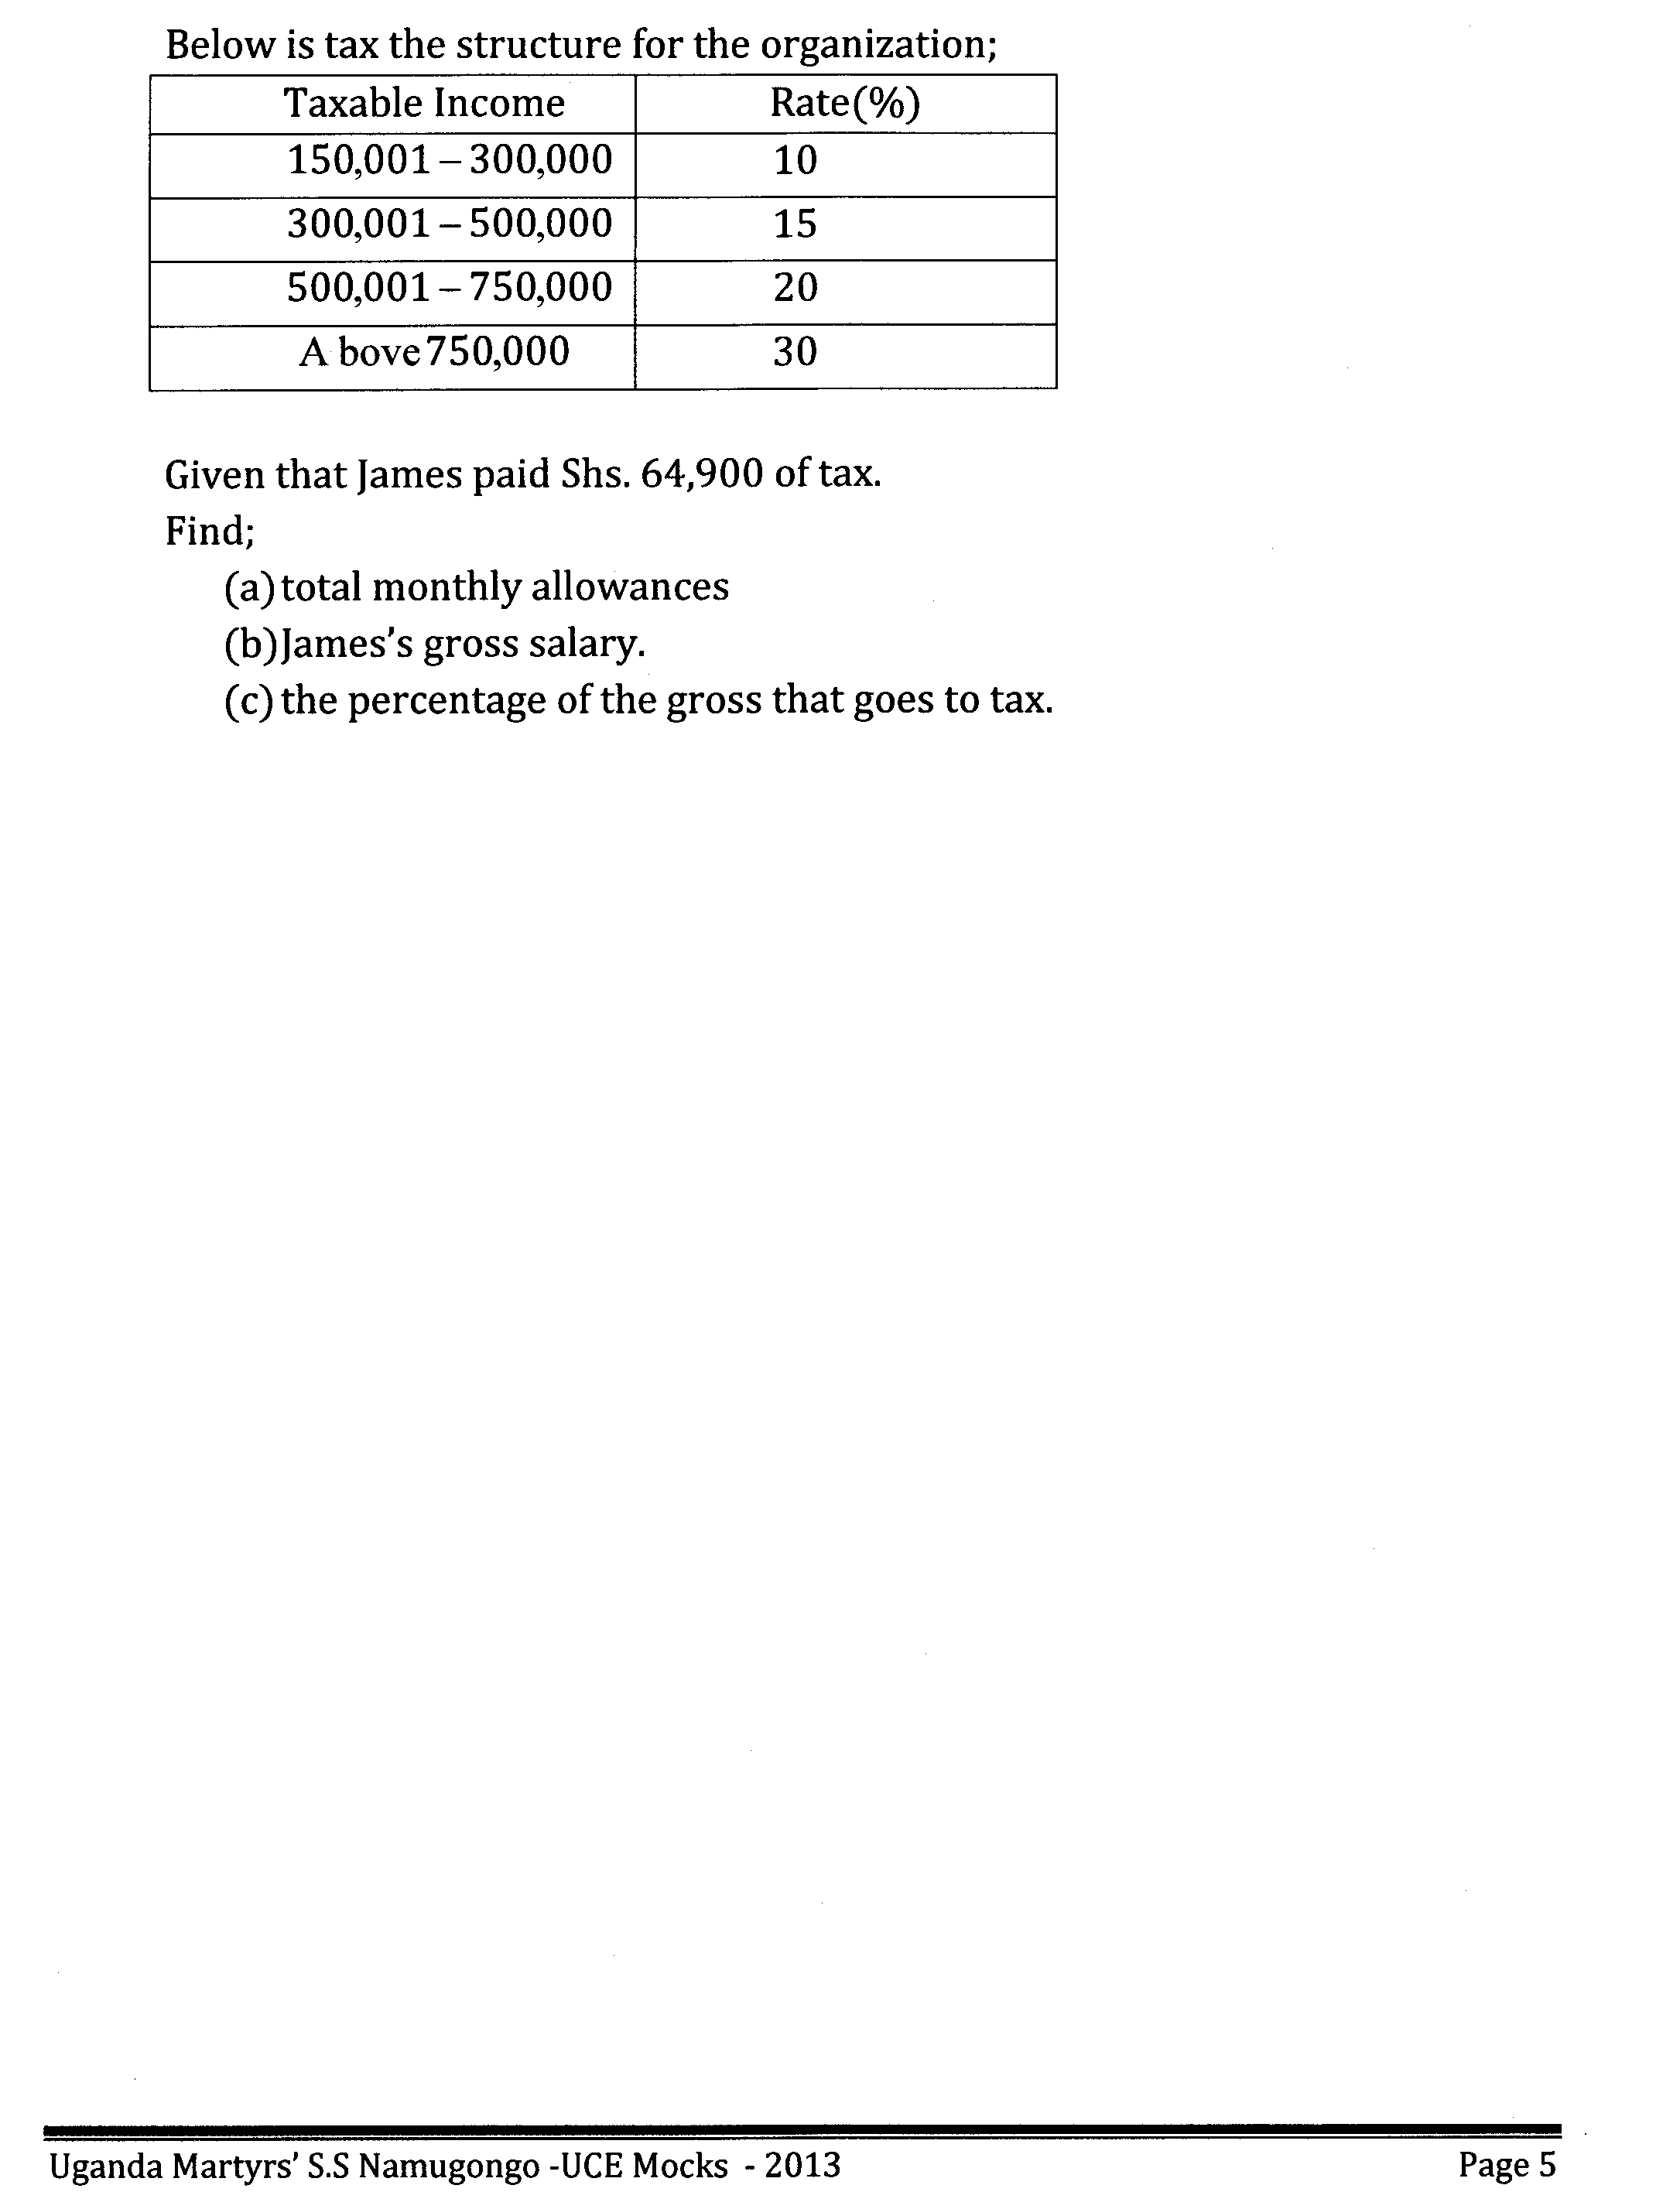 Below is tax the structure for the organization;
Taxable Income Rate(%)
150,001 – 300,000 10
300,001 – 500,000 15
500,001 – 750,000 20
A bove 750,000 30
Given that James paid Shs. 64,900 of tax.
Find;
(a) total monthly allowances
(b) James's gross salary.
(c) the percentage of the gross that goes to tax.
Uganda Martyrs' S.S Namugongo -UCE Mocks - 2013 Page 5